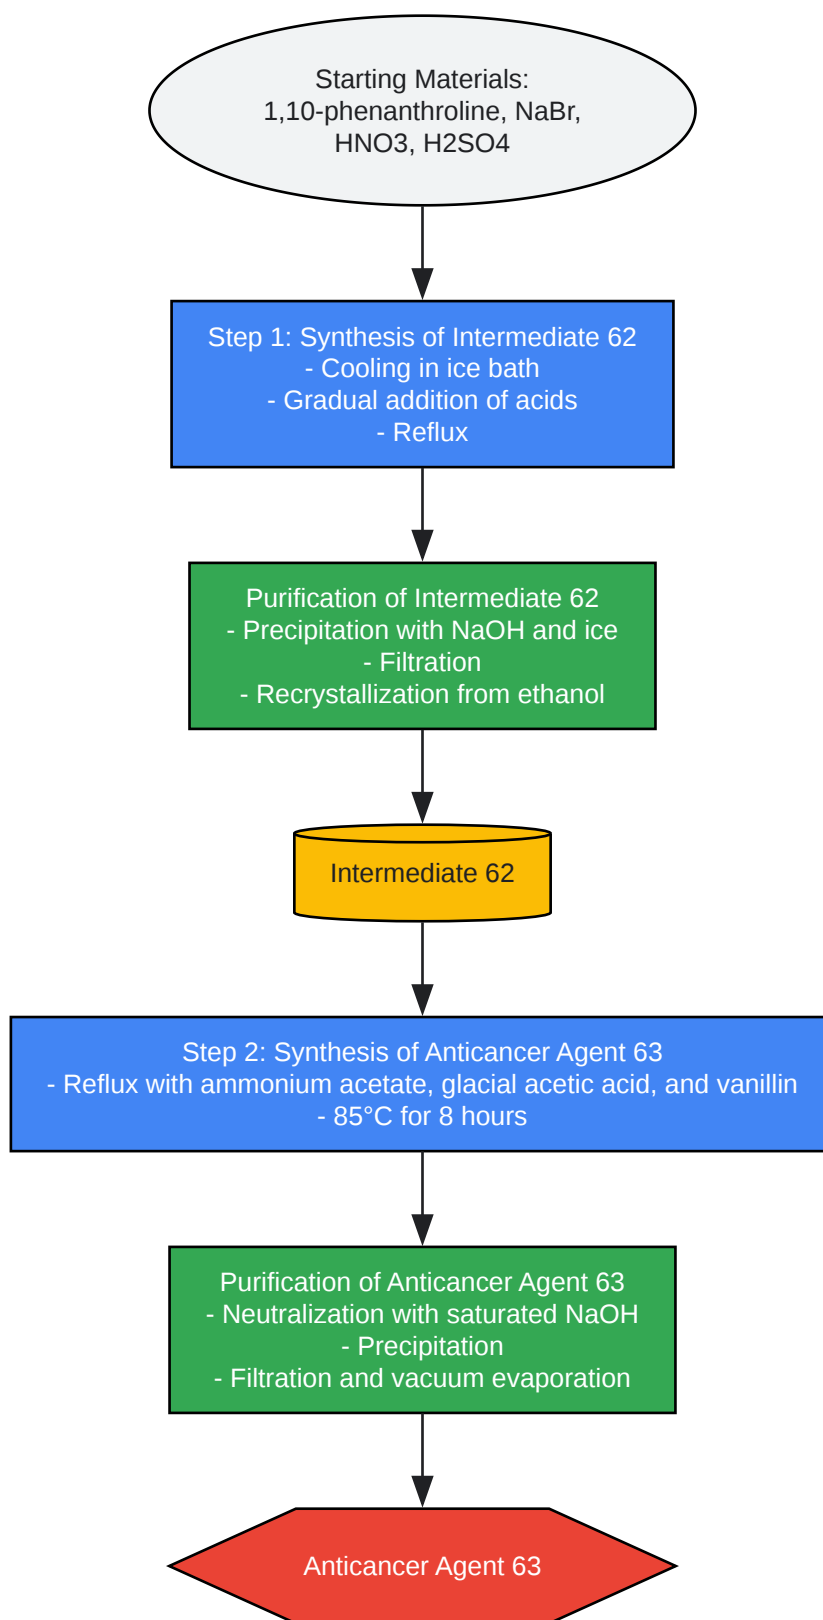 Starting Materials:
1,10-phenanthroline, NaBr,
HNO3, H2SO4
Step 1: Synthesis of Intermediate 62
- Cooling in ice bath
- Gradual addition of acids
- Reflux
Purification of Intermediate 62
- Precipitation with NaOH and ice
- Filtration
- Recrystallization from ethanol
Intermediate 62
Step 2: Synthesis of Anticancer Agent 63
- Reflux with ammonium acetate, glacial acetic acid, and vanillin
- 85°C for 8 hours
Purification of Anticancer Agent 63
- Neutralization with saturated NaOH
- Precipitation
- Filtration and vacuum evaporation
Anticancer Agent 63